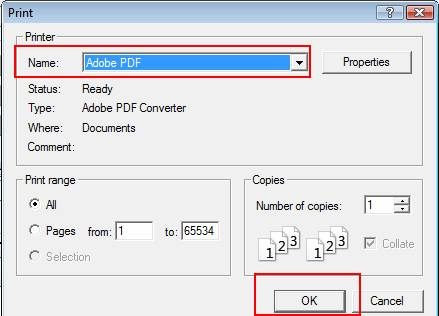 Print
Printer
Name: Adobe PDF
Properties
Status: Ready
Type: Adobe PDF Converter
Where: Documents
Comment:
Print range
All
Pages from: 1 to: 65534
Selection
Copies
Number of copies: 1
1 2 3 1 2 3
Collate
OK Cancel